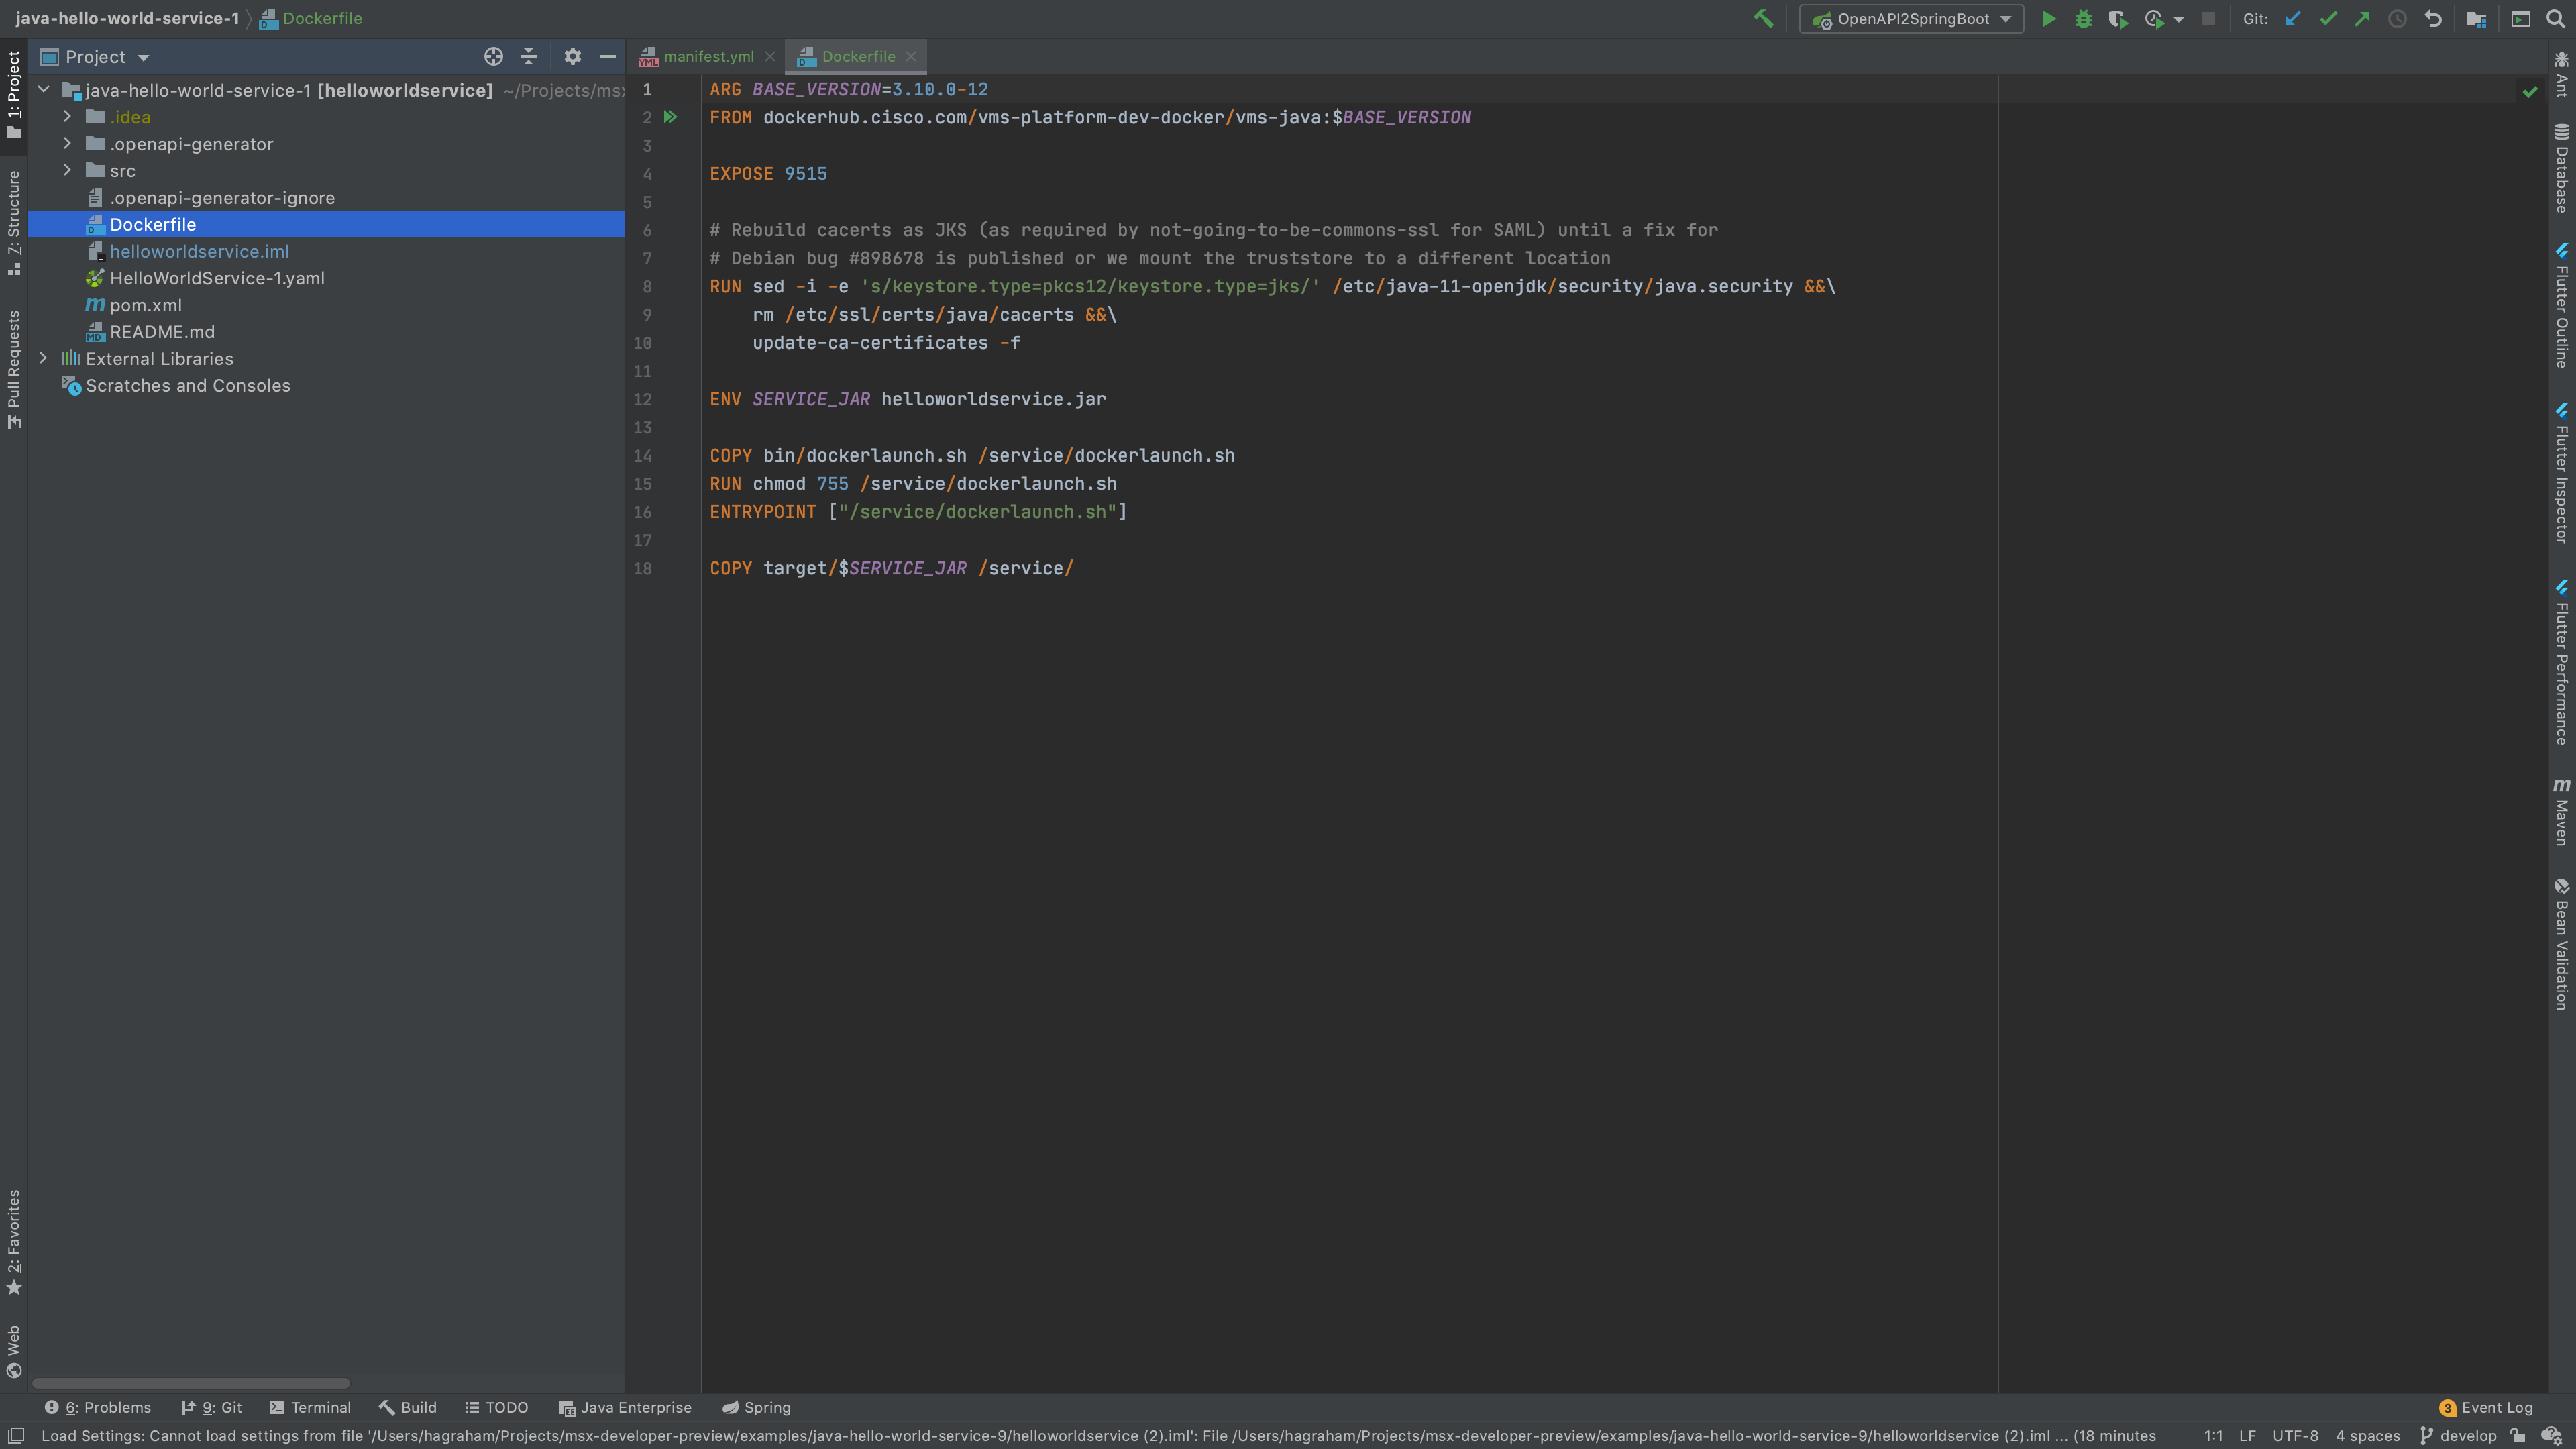 java-hello-world-service-1 Dockerfile
OpenAPI2SpringBoot Git:
Project
manifest.yml
Dockerfile
1: Project
Z: Structure
Pull Requests
2: Favorites
Web
java-hello-world-service-1 [helloworldservice] ~/Projects/msx
.idea
.openapi-generator
src
.openapi-generator-ignore
Dockerfile
helloworldservice.iml
HelloWorldService-1.yaml
pom.xml
README.md
External Libraries
Scratches and Consoles
1 ARG BASE_VERSION=3.10.0-12
2 FROM dockerhub.cisco.com/vms-platform-dev-docker/vms-java:$BASE_VERSION
3
4 EXPOSE 9515
5
6 # Rebuild cacerts as JKS (as required by not-going-to-be-commons-ssl for SAML) until a fix for
7 # Debian bug #898678 is published or we mount the truststore to a different location
8 RUN sed -i -e 's/keystore.type=pkcs12/keystore.type=jks/' /etc/java-11-openjdk/security/java.security &&\
9 rm /etc/ssl/certs/java/cacerts &&\
10 update-ca-certificates -f
11
12 ENV SERVICE_JAR helloworldservice.jar
13
14 COPY bin/dockerlaunch.sh /service/dockerlaunch.sh
15 RUN chmod 755 /service/dockerlaunch.sh
16 ENTRYPOINT ["/service/dockerlaunch.sh"]
17
18 COPY target/$SERVICE_JAR /service/
Ant
Database
Flutter Outline
Flutter Inspector
Flutter Performance
Maven
Bean Validation
6: Problems 9: Git Terminal Build TODO Java Enterprise Spring 3 Event Log
Load Settings: Cannot load settings from file '/Users/hagraham/Projects/msx-developer-preview/examples/java-hello-world-service-9/helloworldservice (2).iml': File /Users/hagraham/Projects/msx-developer-preview/examples/java-hello-world-service-9/helloworldservice (2).iml ... (18 minutes 1:1 LF UTF-8 4 spaces develop